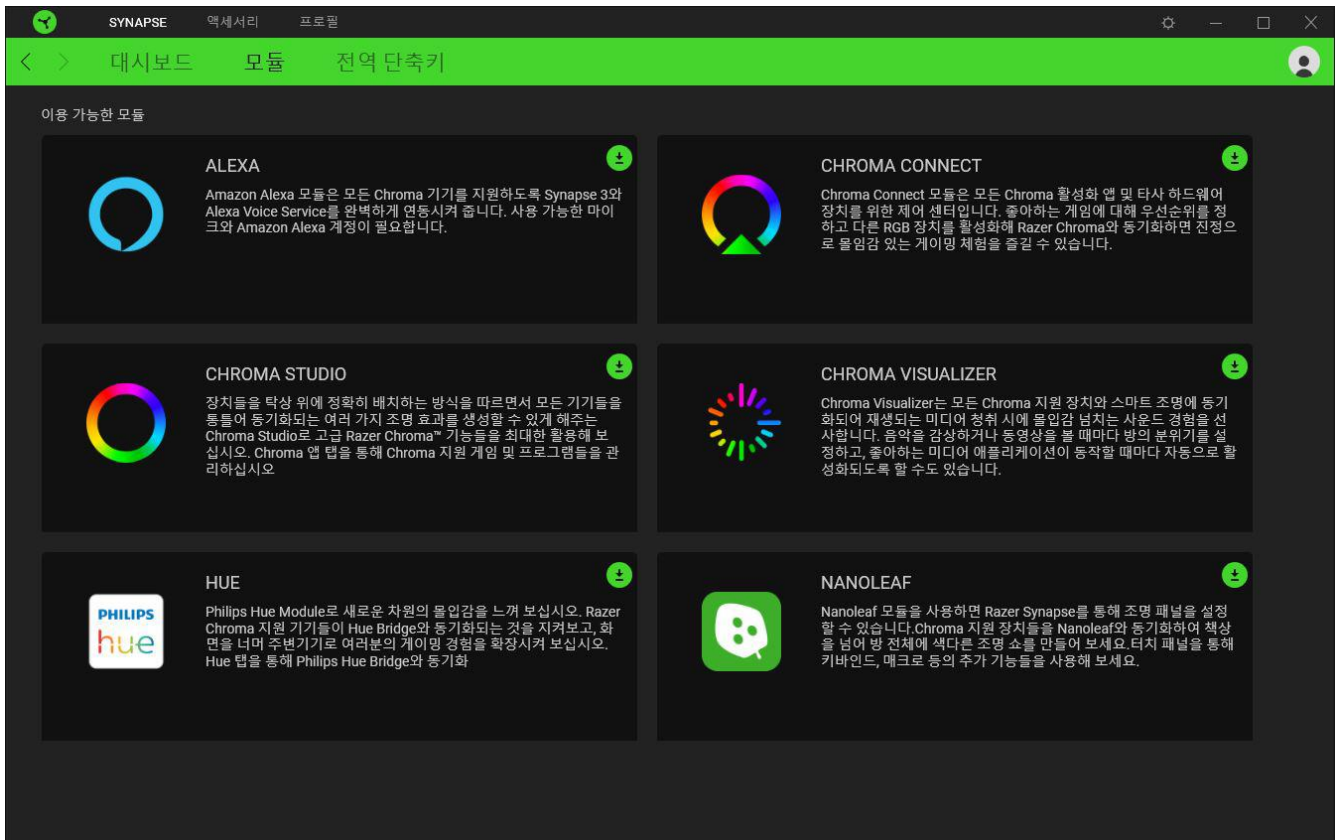 SYNAPSE 액세서리 프로필
대시보드 모듈 전역 단축키
이용 가능한 모듈
ALEXA
Amazon Alexa 모듈은 모든 Chroma 기기를 지원하도록 Synapse 3와
Alexa Voice Service를 완벽하게 연동시켜 줍니다. 사용 가능한 마이
크와 Amazon Alexa 계정이 필요합니다.
CHROMA CONNECT
Chroma Connect 모듈은 모든 Chroma 활성화 앱 및 타사 하드웨어
장치를 위한 제어 센터입니다. 좋아하는 게임에 대해 우선순위를 정
하고 다른 RGB 장치를 활성화해 Razer Chroma와 동기화하면 진정으
로 몰입감 있는 게이밍 체험을 즐길 수 있습니다.
CHROMA STUDIO
장치들을 탁상 위에 정확히 배치하는 방식을 따르면서 모든 기기들을
통틀어 동기화되는 여러 가지 조명 효과를 생성할 수 있게 해주는
Chroma Studio로 고급 Razer Chroma™ 기능들을 최대한 활용해 보
십시오. Chroma 앱 탭을 통해 Chroma 지원 게임 및 프로그램들을 관
리하십시오
CHROMA VISUALIZER
Chroma Visualizer는 모든 Chroma 지원 장치와 스마트 조명에 동기
화되어 재생되는 미디어 청취 시에 몰입감 넘치는 사운드 경험을 선
사합니다. 음악을 감상하거나 동영상을 볼 때마다 방의 분위기를 설
정하고, 좋아하는 미디어 애플리케이션이 동작할 때마다 자동으로 활
성화되도록 할 수도 있습니다.
PHILIPS
hue
HUE
Philips Hue Module로 새로운 차원의 몰입감을 느껴 보십시오. Razer
Chroma 지원 기기들이 Hue Bridge와 동기화되는 것을 지켜보고, 화
면을 너머 주변기기로 여러분의 게이밍 경험을 확장시켜 보십시오.
Hue 탭을 통해 Philips Hue Bridge와 동기화
NANOLEAF
Nanoleaf 모듈을 사용하면 Razer Synapse를 통해 조명 패널을 설정
할 수 있습니다.Chroma 지원 장치들을 Nanoleaf와 동기화하여 책상
을 넘어 방 전체에 색다른 조명 쇼를 만들어 보세요.터치 패널을 통해
키바인드, 매크로 등의 추가 기능들을 사용해 보세요.